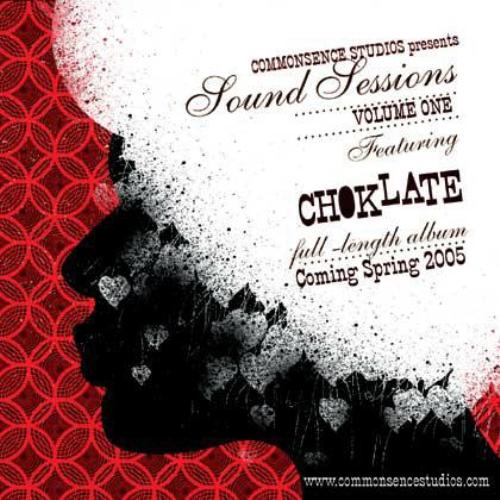 COMMONSENCE STUDIOS presents
Sound Sessions
VOLUME ONE
Featuring
CHOKLATE
full-length album
Coming Spring 2005
www.commonsencestudios.com